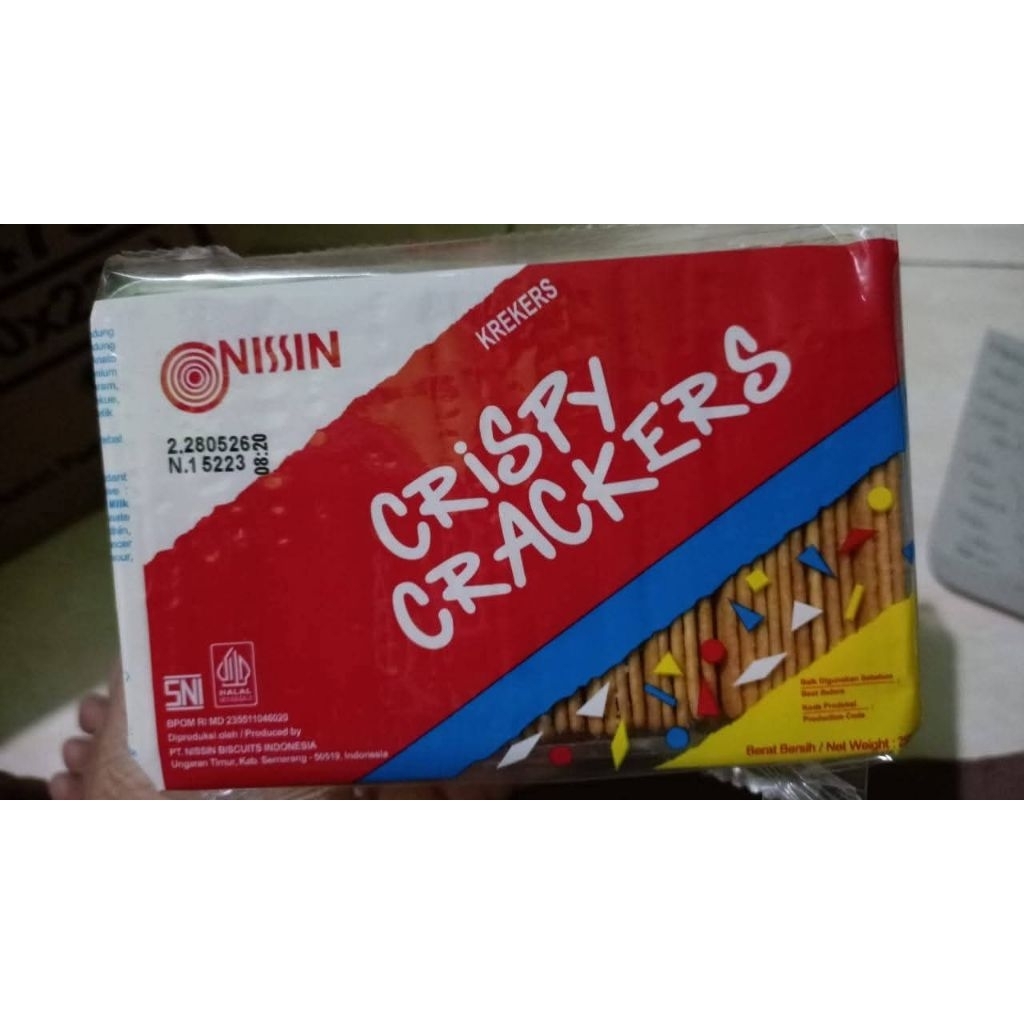 NISSIN
KREKERS
CRiSPY
CRACKERS
2.280526
N.1 5223
08:20
SNI
HALAL
INDONESIA
BPOM RI MD 235511046020
Diproduksi oleh / Produced by
PT. NISSIN BISCUITS INDONESIA
Ungaran Timur, Kab. Semarang - 50519, Indonesia
Baik Digunakan Sebelum :
Best Before
Kode Produksi :
Production Code
Berat Bersih / Net Weight :